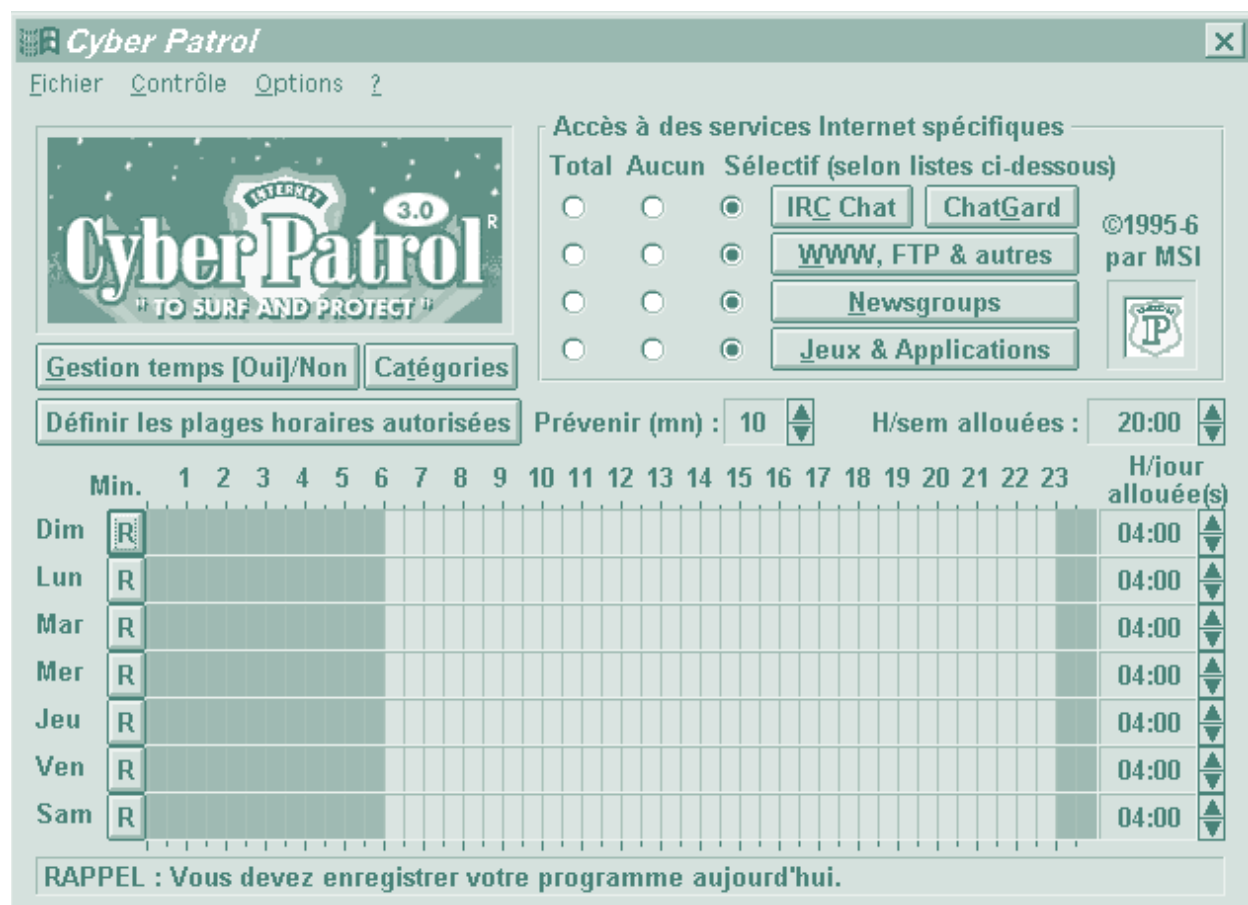 Cyber Patrol
Fichier Contrôle Options ?
INTERNET
3.0
Cyber Patrol ®
" TO SURF AND PROTECT "
Accès à des services Internet spécifiques
Total Aucun Sélectif (selon listes ci-dessous)
IRC Chat ChatGard
WWW, FTP & autres
Newsgroups
Jeux & Applications
©1995-6
par MSI
P
Gestion temps [Oui]/Non Catégories
Définir les plages horaires autorisées Prévenir (mn) : 10 H/sem allouées : 20:00
Min. 1 2 3 4 5 6 7 8 9 10 11 12 13 14 15 16 17 18 19 20 21 22 23 H/jour
allouée(s)
Dim R 04:00
Lun R 04:00
Mar R 04:00
Mer R 04:00
Jeu R 04:00
Ven R 04:00
Sam R 04:00
RAPPEL : Vous devez enregistrer votre programme aujourd'hui.